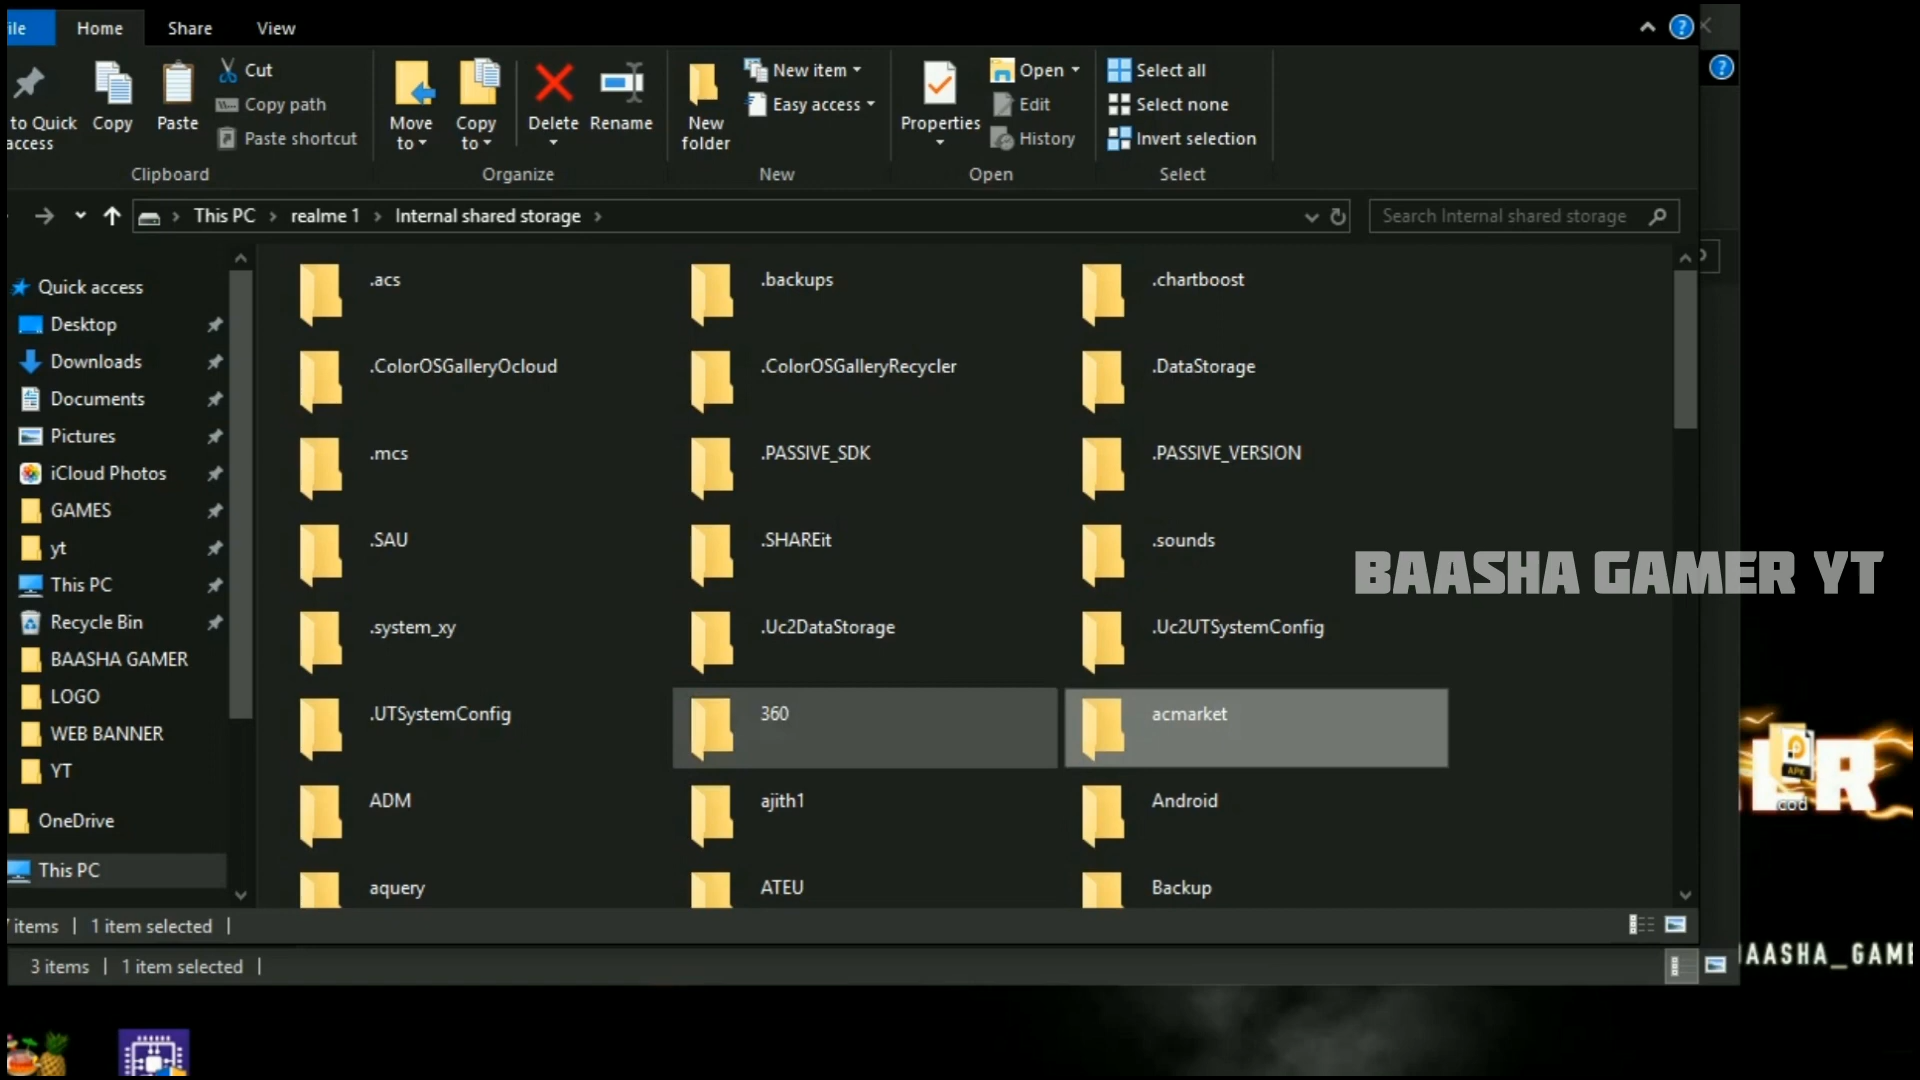 ile Home Share View
to Quick access
Copy
Paste
Cut
Copy path
Paste shortcut
Move to
Copy to
Delete
Rename
New folder
New item
Easy access
Properties
Open
Edit
History
Select all
Select none
Invert selection
Clipboard Organize New Open Select
This PC realme 1 Internal shared storage
Search Internal shared storage
Quick access
Desktop
Downloads
Documents
Pictures
iCloud Photos
GAMES
yt
This PC
Recycle Bin
BAASHA GAMER
LOGO
WEB BANNER
YT
OneDrive
This PC
.acs .backups .chartboost
.ColorOSGalleryOcloud .ColorOSGalleryRecycler .DataStorage
.mcs .PASSIVE_SDK .PASSIVE_VERSION
.SAU .SHAREit .sounds
.system_xy .Uc2DataStorage .Uc2UTSystemConfig
.UTSystemConfig 360 acmarket
ADM ajith1 Android
aquery ATEU Backup
BAASHA GAMER YT
ER
APK
cod
items 1 item selected
3 items 1 item selected
AASHA_GAME